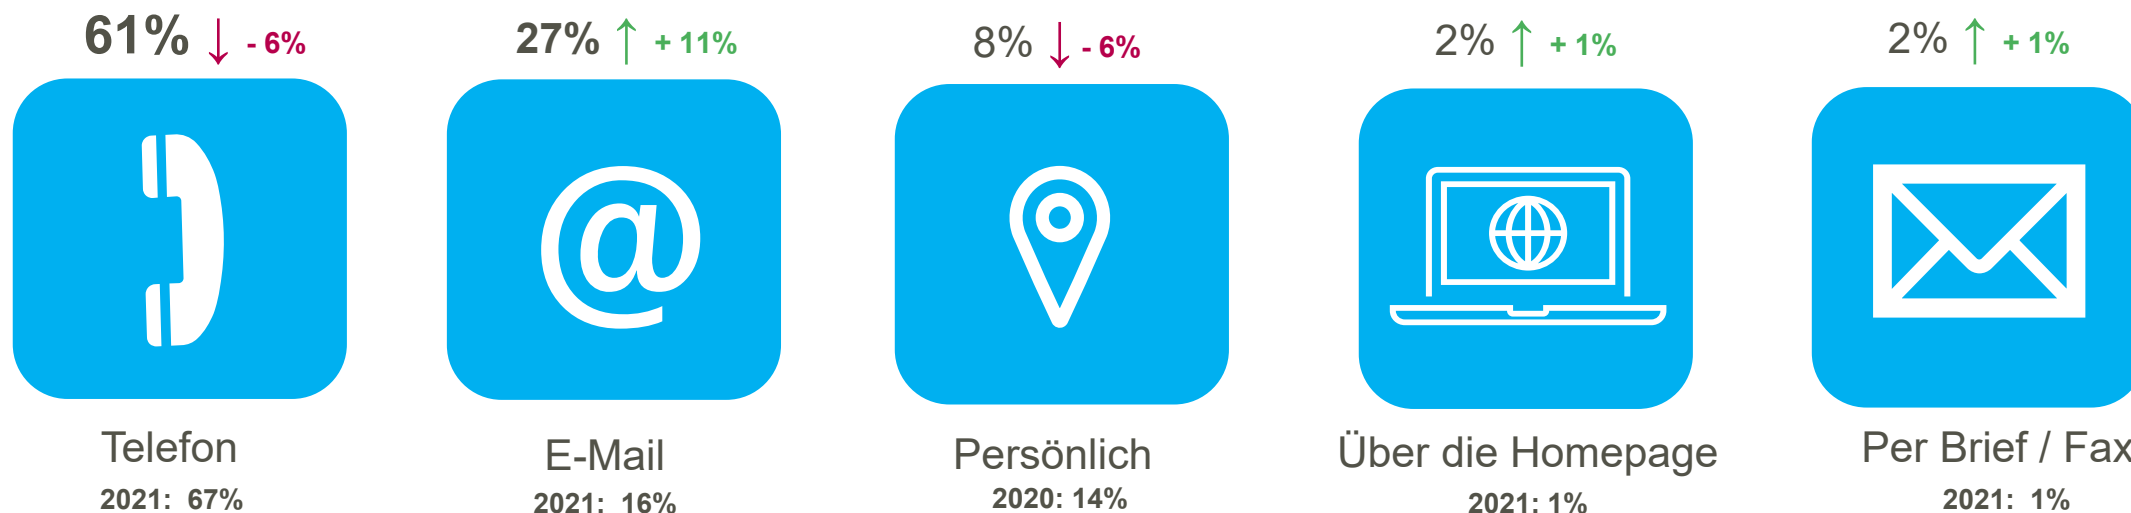 61% ↓ - 6%
27% ↑ + 11%
8% ↓ - 6%
2% ↑ + 1%
2% ↑ + 1%
@
Telefon
2021: 67%
E-Mail
2021: 16%
Persönlich
2020: 14%
Über die Homepage
2021: 1%
Per Brief / Fax
2021: 1%